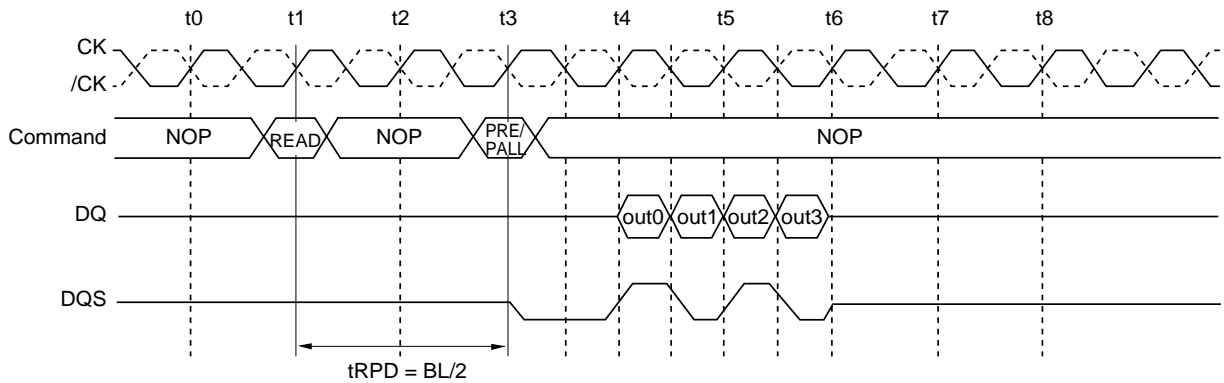 t0 t1 t2 t3 t4 t5 t6 t7 t8
CK
/CK
Command NOP READ NOP PRE/ PALL NOP
DQ out0 out1 out2 out3
DQS
tRPD = BL/2